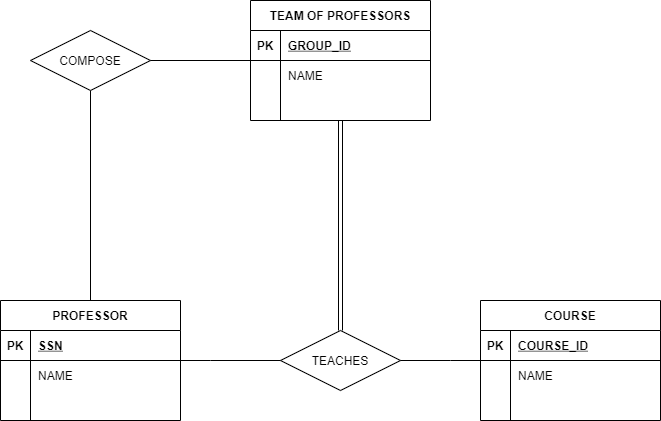 TEAM OF PROFESSORS
PK GROUP_ID
NAME
COMPOSE
PROFESSOR
PK SSN
NAME
TEACHES
COURSE
PK COURSE_ID
NAME